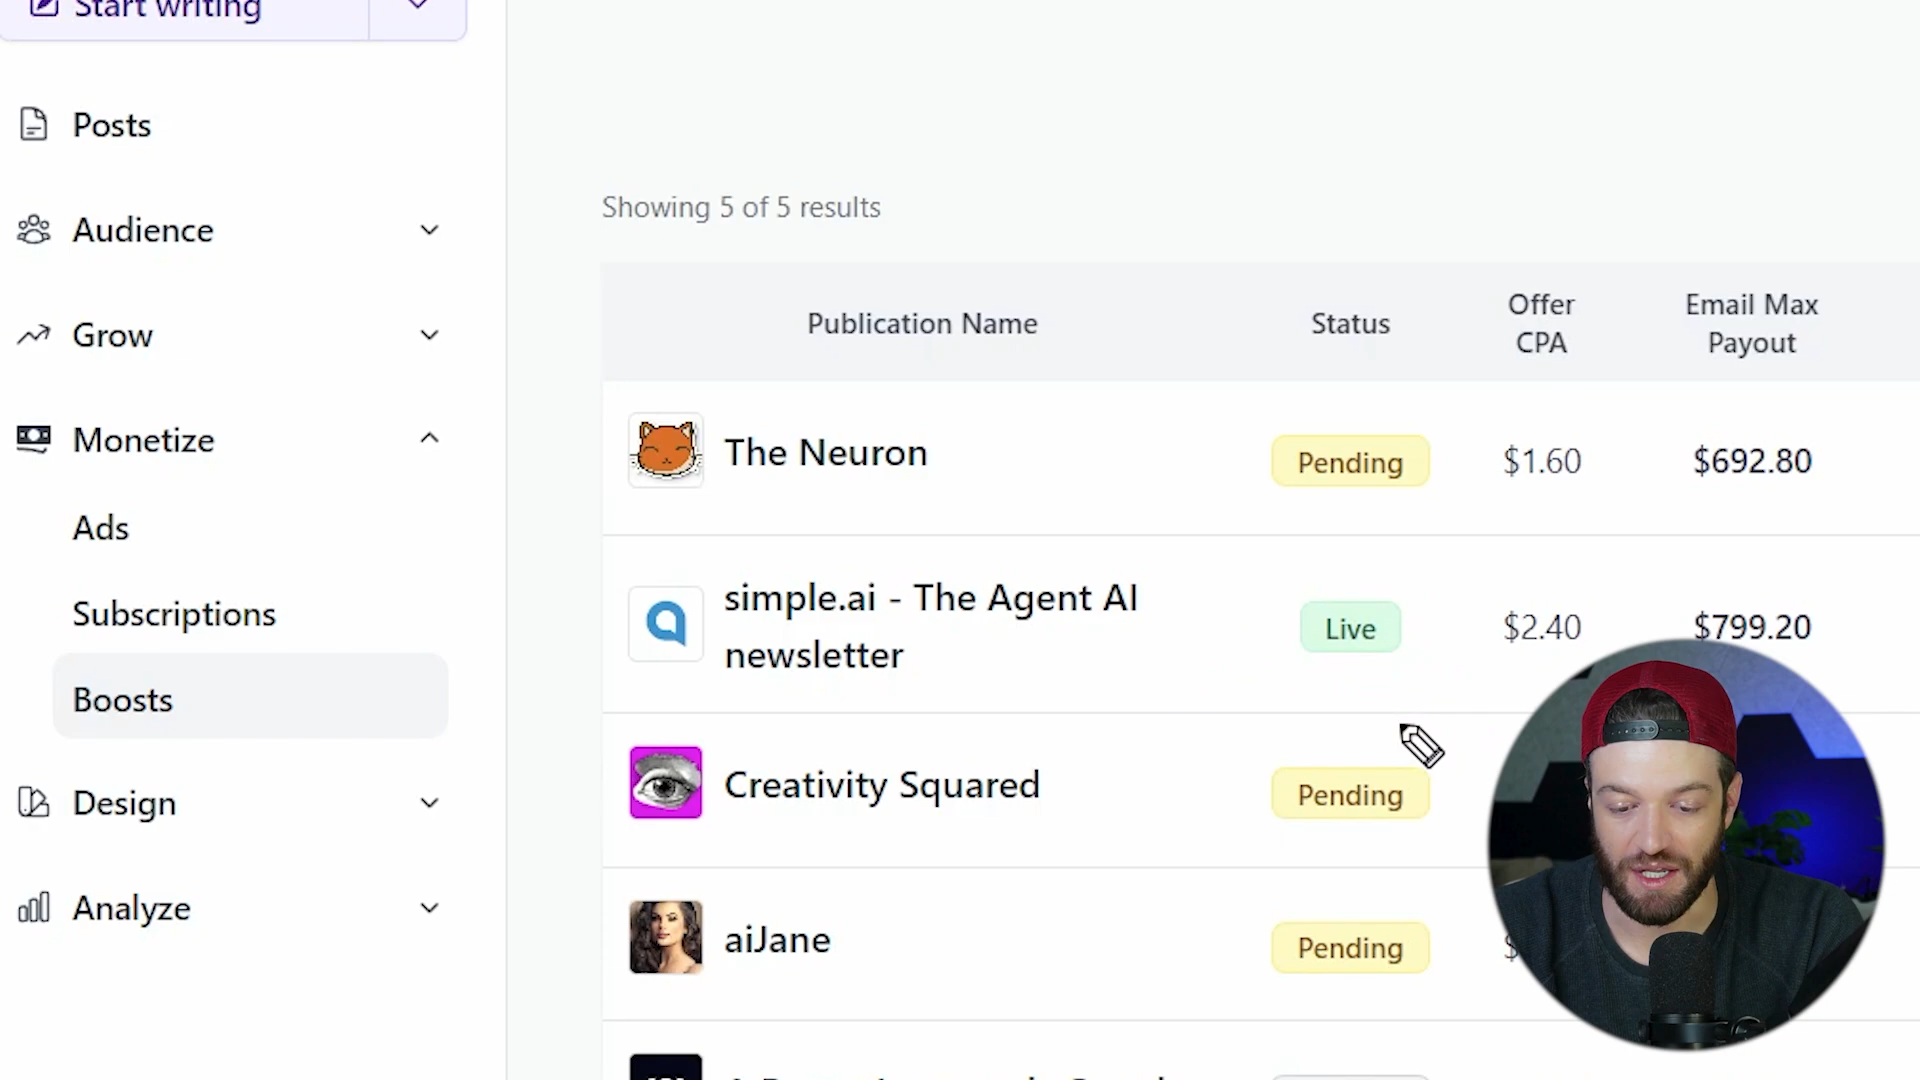 Start writing
Posts
Audience
Grow
Monetize
Ads
Subscriptions
Boosts
Design
Analyze
Showing 5 of 5 results
Publication Name
Status
Offer
CPA
Email Max
Payout
The Neuron
Pending
$1.60
$692.80
simple.ai - The Agent AI
newsletter
Live
$2.40
$799.20
Creativity Squared
Pending
aiJane
Pending
$